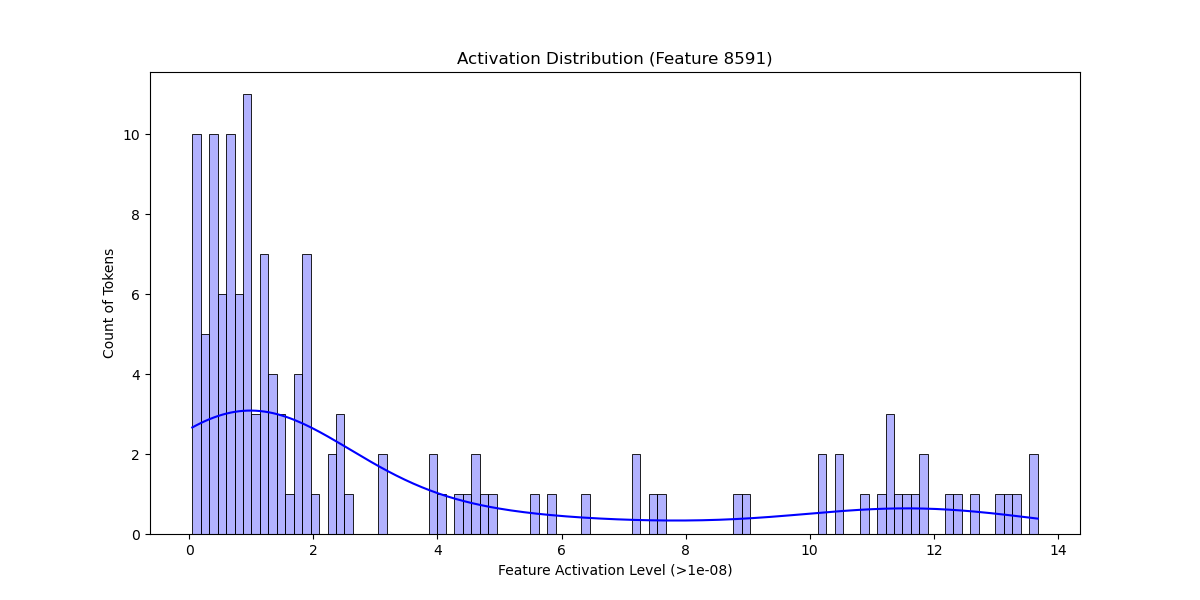 Activation Distribution (Feature 8591)
Count of Tokens
10
8
6
4
2
0
0 2 4 6 8 10 12 14
Feature Activation Level (>1e-08)